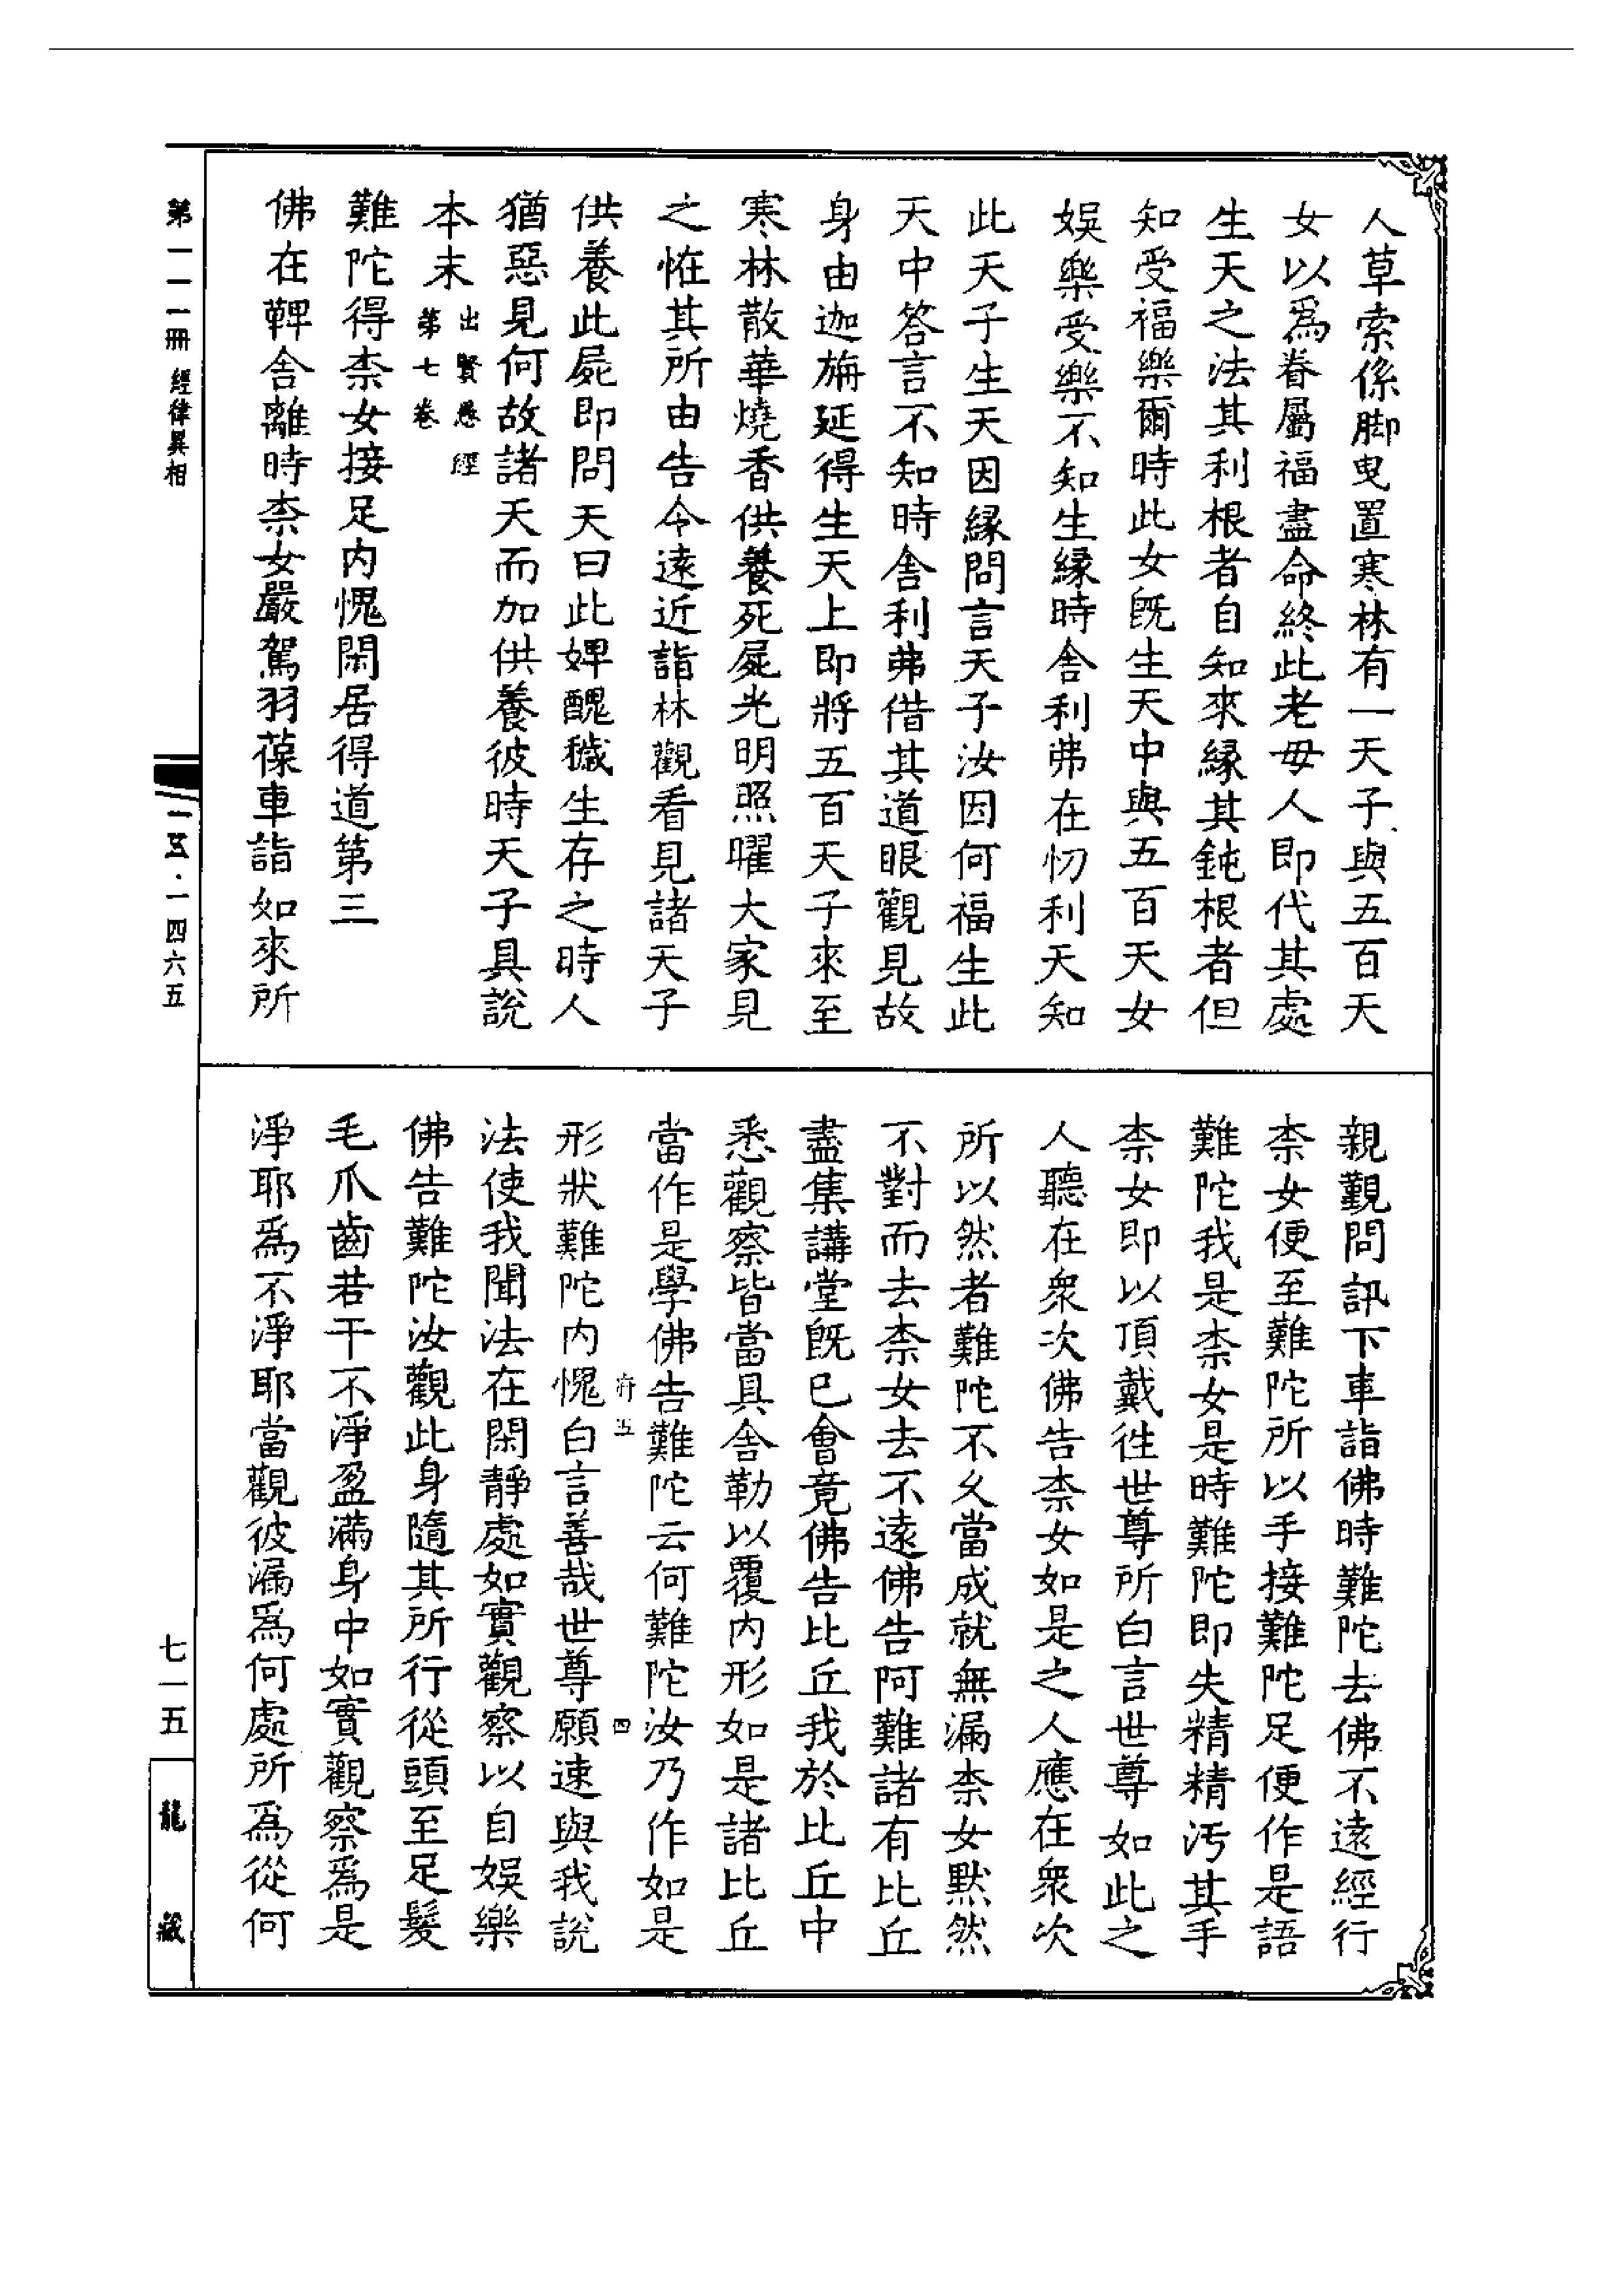 人草索係脚曳置寒林有一天子與五百天
女以為眷屬福盡命終此老母人即代其處
生天之法其利根者自知來緣其鈍根者但
知受福樂爾時此女旣生天中與五百天女
娛樂受樂不知生緣時舍利弗在忉利天知
此天子生天因緣問言天子汝因何福生此
天中答言不知時舍利弗借其道眼觀見故
身由迦旃延得生天上即將五百天子來至
寒林散華燒香供養死屍光明照曜大家見
之恠其所由告令遠近詣林觀看見諸天子
供養此屍即問天曰此婢醜穢生存之時人
猶惡見何故諸天而加供養彼時天子具說
本末出賢愚經第七卷
難陀得柰女接足內愧閑居得道第三
佛在鞞舍離時柰女嚴駕羽葆車詣如來所
親覲問訊下車詣佛時難陀去佛不遠經行
柰女便至難陀所以手接難陀足便作是語
難陀我是柰女是時難陀即失精精污其手
柰女即以頂戴徃世尊所白言世尊如此之
人聽在衆次佛告柰女如是之人應在衆次
所以然者難陀不久當成就無漏柰女默然
不對而去柰女去不遠佛告阿難諸有比丘
盡集講堂旣巳會竟佛告比丘我於比丘中
悉觀察皆當具舍勒以覆內形如是諸比丘
當作是學佛告難陀云何難陀汝乃作如是
府五 四
形狀難陀內愧白言善哉世尊願速與我說
法使我聞法在閑靜處如實觀察以自娛樂
佛告難陀汝觀此身隨其所行從頭至足髮
毛爪齒若干不淨盈滿身中如實觀察為是
淨耶為不淨耶當觀彼漏為何處所為從何
第一一一冊 經律異相
一五·一四六五
七一五
龍藏